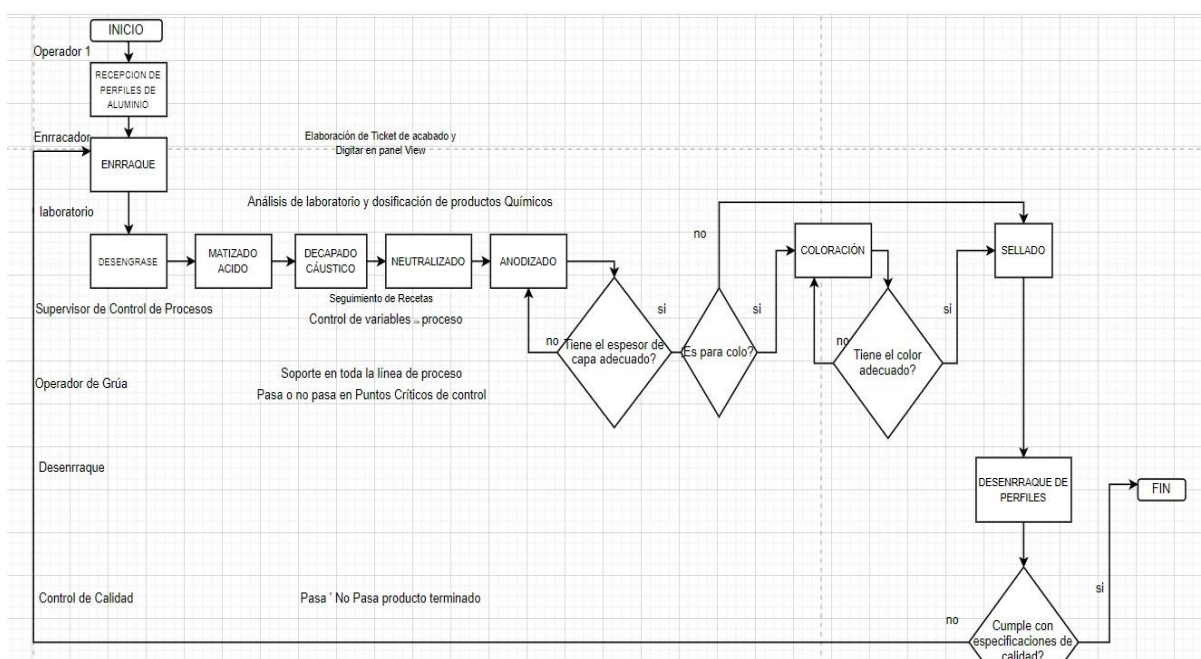 INICIO
Operador 1
RECEPCION DE
PERFILES DE
ALUMINIO
Enrracador
Elaboración de Ticket de acabado y
Digitar en panel View
ENRRAQUE
laboratorio
Análisis de laboratorio y dosificación de productos Químicos
no
DESENGRASE
MATIZADO
ACIDO
DECAPADO
CÁUSTICO
NEUTRALIZADO
ANODIZADO
COLORACIÓN
SELLADO
Supervisor de Control de Procesos
Seguimiento de Recetas
Control de variables en proceso
si
si
si
no
Tiene el espesor de
capa adecuado?
Es para colo?
no
Tiene el color
adecuado?
Operador de Grúa
Soporte en toda la línea de proceso
Pasa o no pasa en Puntos Críticos de control
Desenrraque
DESENRRAQUE DE
PERFILES
FIN
Control de Calidad
Pasa ' No Pasa producto terminado
si
no
Cumple con
especificaciones de
calidad?